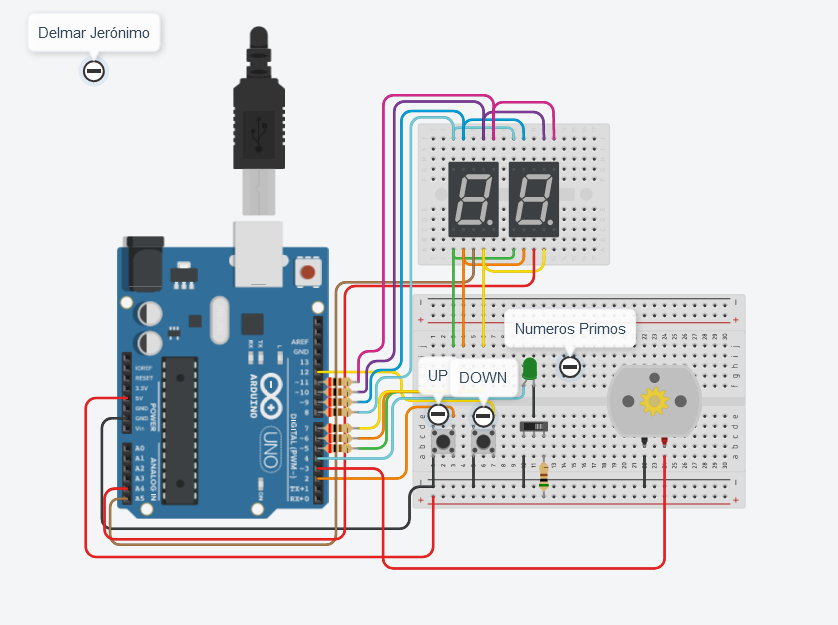 Delmar Jerónimo
Numeros Primos
UP
DOWN
AREF
GND
13
12
~11
~10
~9
8
7
~6
~5
4
~3
2
TX→1
RX←0
DIGITAL (PWM~)
L
TX
RX
ON
ARDUINO
UNO
IOREF
RESET
3.3V
5V
GND
GND
Vin
POWER
A0
A1
A2
A3
A4
A5
ANALOG IN